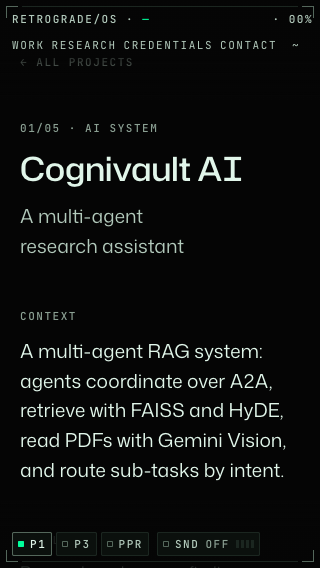 RETROGRADE/OS · — · 00%
WORK RESEARCH CREDENTIALS CONTACT ~
← ALL PROJECTS
01/05 · AI SYSTEM
Cognivault AI
A multi-agent
research assistant
CONTEXT
A multi-agent RAG system:
agents coordinate over A2A,
retrieve with FAISS and HyDE,
read PDFs with Gemini Vision,
and route sub-tasks by intent.
P1 P3 PPR SND OFF